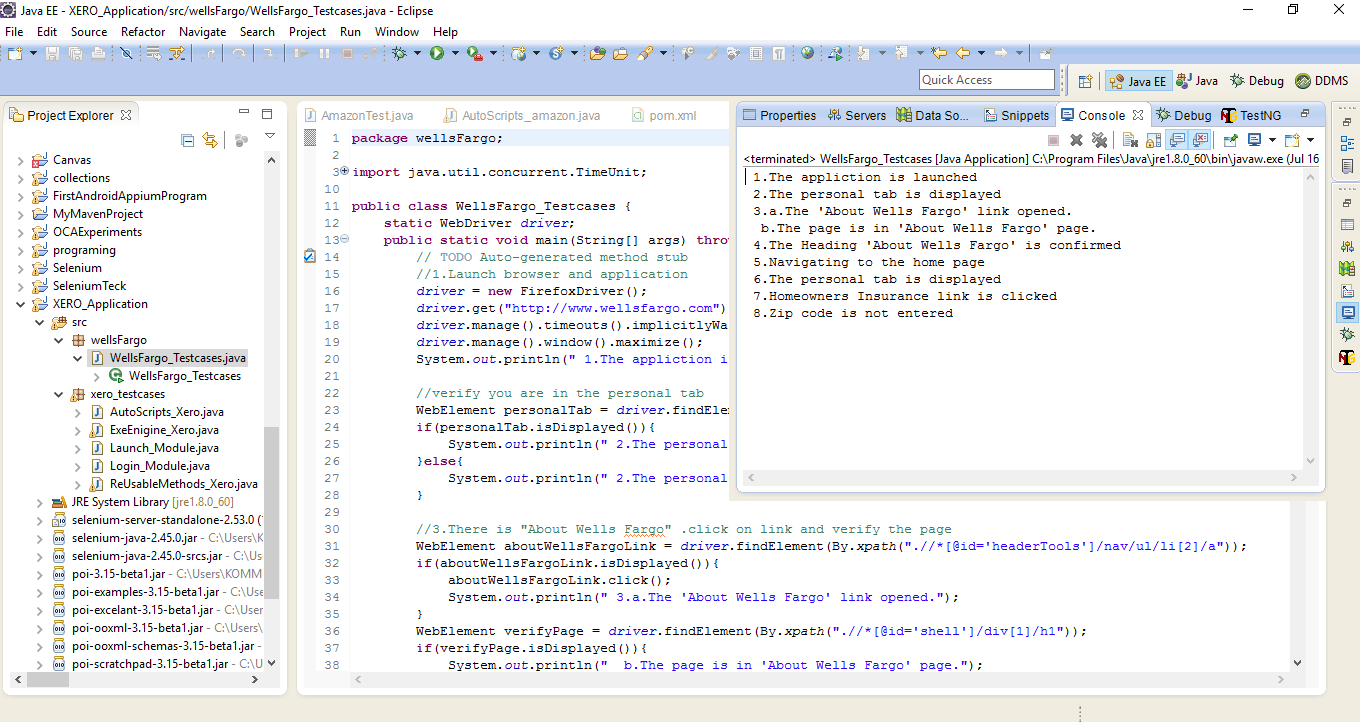 Java EE - XERO_Application/src/wellsFargo/WellsFargo_Testcases.java - Eclipse
File Edit Source Refactor Navigate Search Project Run Window Help
Quick Access
Java EE Java Debug DDMS
Project Explorer
Canvas
collections
FirstAndroidAppiumProgram
MyMavenProject
OCAExperiments
programing
Selenium
SeleniumTeck
XERO_Application
src
wellsFargo
WellsFargo_Testcases.java
WellsFargo_Testcases
xero_testcases
AutoScripts_Xero.java
ExeEnigine_Xero.java
Launch_Module.java
Login_Module.java
ReUsableMethods_Xero.java
JRE System Library [jre1.8.0_60]
selenium-server-standalone-2.53.0 (
selenium-java-2.45.0.jar - C:\Users\K
selenium-java-2.45.0-srcs.jar - C:\Us
poi-3.15-beta1.jar - C:\Users\KOMM
poi-examples-3.15-beta1.jar - C:\Use
poi-excelant-3.15-beta1.jar - C:\User
poi-ooxml-3.15-beta1.jar - C:\Users\
poi-ooxml-schemas-3.15-beta1.jar -
poi-scratchpad-3.15-beta1.jar - C:\U
AmazonTest.java AutoScripts_amazon.java pom.xml
1 package wellsFargo;
2
3 import java.util.concurrent.TimeUnit;
10
11 public class WellsFargo_Testcases {
12 static WebDriver driver;
13 public static void main(String[] args) throw
14 // TODO Auto-generated method stub
15 //1.Launch browser and application
16 driver = new FirefoxDriver();
17 driver.get("http://www.wellsfargo.com")
18 driver.manage().timeouts().implicitlyWa
19 driver.manage().window().maximize();
20 System.out.println(" 1.The appliction i
21
22 //verify you are in the personal tab
23 WebElement personalTab = driver.findEle
24 if(personalTab.isDisplayed()){
25 System.out.println(" 2.The personal
26 }else{
27 System.out.println(" 2.The personal
28 }
29
30 //3.There is "About Wells Fargo" .click on link and verify the page
31 WebElement aboutWellsFargoLink = driver.findElement(By.xpath(".//*[@id='headerTools']/nav/ul/li[2]/a"));
32 if(aboutWellsFargoLink.isDisplayed()){
33 aboutWellsFargoLink.click();
34 System.out.println(" 3.a.The 'About Wells Fargo' link opened.");
35 }
36 WebElement verifyPage = driver.findElement(By.xpath(".//*[@id='shell']/div[1]/h1"));
37 if(verifyPage.isDisplayed()){
38 System.out.println("  b.The page is in 'About Wells Fargo' page.");
Properties Servers Data So... Snippets Console Debug TestNG
<terminated> WellsFargo_Testcases [Java Application] C:\Program Files\Java\jre1.8.0_60\bin\javaw.exe (Jul 16
1.The appliction is launched
2.The personal tab is displayed
3.a.The 'About Wells Fargo' link opened.
b.The page is in 'About Wells Fargo' page.
4.The Heading 'About Wells Fargo' is confirmed
5.Navigating to the home page
6.The personal tab is displayed
7.Homeowners Insurance link is clicked
8.Zip code is not entered